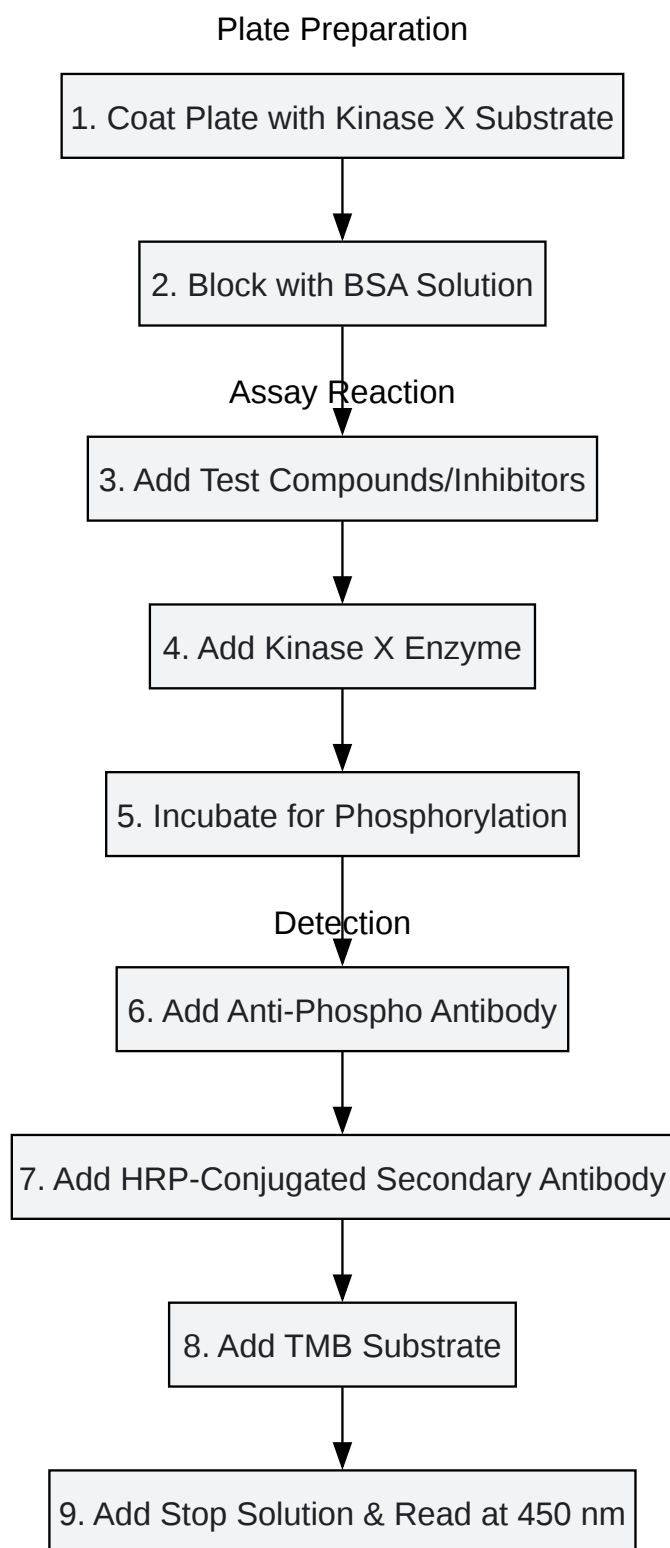 Plate Preparation
1. Coat Plate with Kinase X Substrate
2. Block with BSA Solution
Assay Reaction
3. Add Test Compounds/Inhibitors
4. Add Kinase X Enzyme
5. Incubate for Phosphorylation
Detection
6. Add Anti-Phospho Antibody
7. Add HRP-Conjugated Secondary Antibody
8. Add TMB Substrate
9. Add Stop Solution & Read at 450 nm